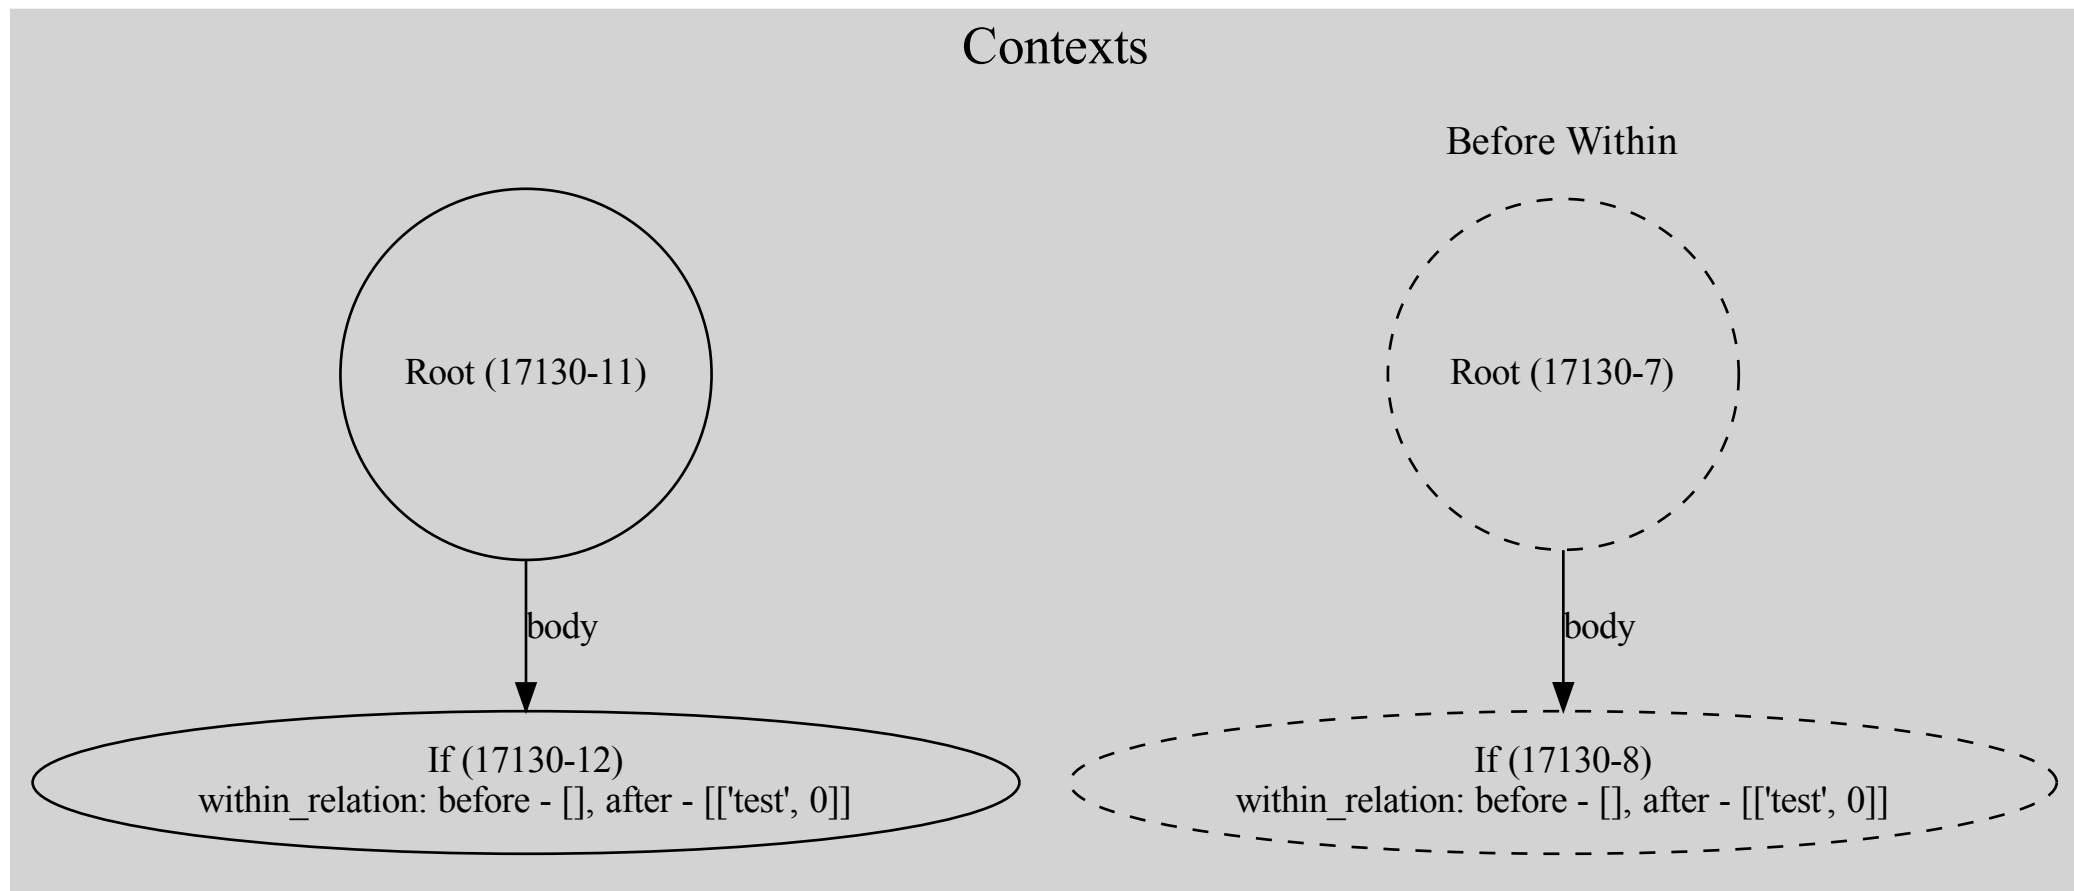 Contexts
Before Within
Root (17130-11)
Root (17130-7)
body
body
If (17130-12)
within_relation: before - [], after - [['test', 0]]
If (17130-8)
within_relation: before - [], after - [['test', 0]]